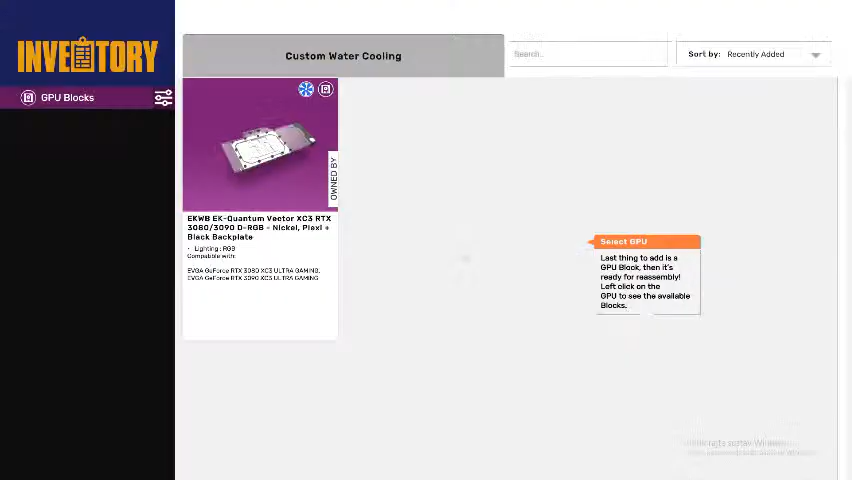 INVENTORY
GPU Blocks
Custom Water Cooling
Search..
Sort by: Recently Added
OWNED BY
EKWB EK-Quantum Vector XC3 RTX
3080/3090 D-RGB - Nickel, Plexi +
Black Backplate
• Lighting : RGB
Compatible with:
EVGA GeForce RTX 3080 XC3 ULTRA GAMING,
EVGA GeForce RTX 3090 XC3 ULTRA GAMING
Select GPU
Last thing to add is a
GPU Block, then it's
ready for reassembly!
Left click on the
GPU to see the available
Blocks.